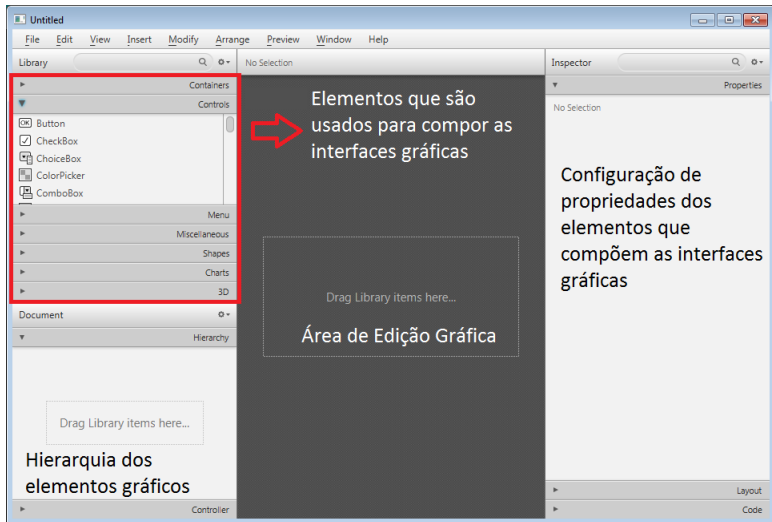 Untitled
File Edit View Insert Modify Arrange Preview Window Help
Library
No Selection
Inspector
Containers
Controls
OK Button
CheckBox
ChoiceBox
ColorPicker
ComboBox
Menu
Miscellaneous
Shapes
Charts
3D
Document
Hierarchy
Drag Library items here...
Hierarquia dos
elementos gráficos
Controller
Elementos que são
usados para compor as
interfaces gráficas
Drag Library items here...
Área de Edição Gráfica
Properties
No Selection
Configuração de
propriedades dos
elementos que
compõem as interfaces
gráficas
Layout
Code